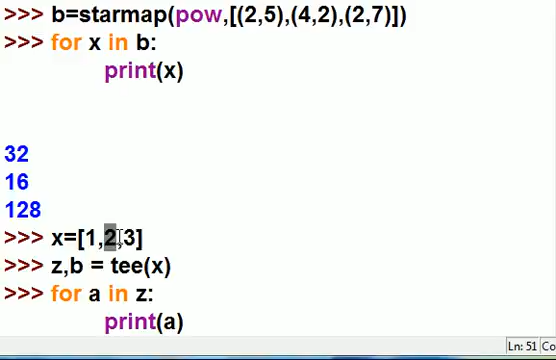 >>> b=starmap(pow,[(2,5),(4,2),(2,7)])
>>> for x in b:
        print(x)
32
16
128
>>> x=[1,2,3]
>>> z,b = tee(x)
>>> for a in z:
        print(a)
Ln: 51 Co